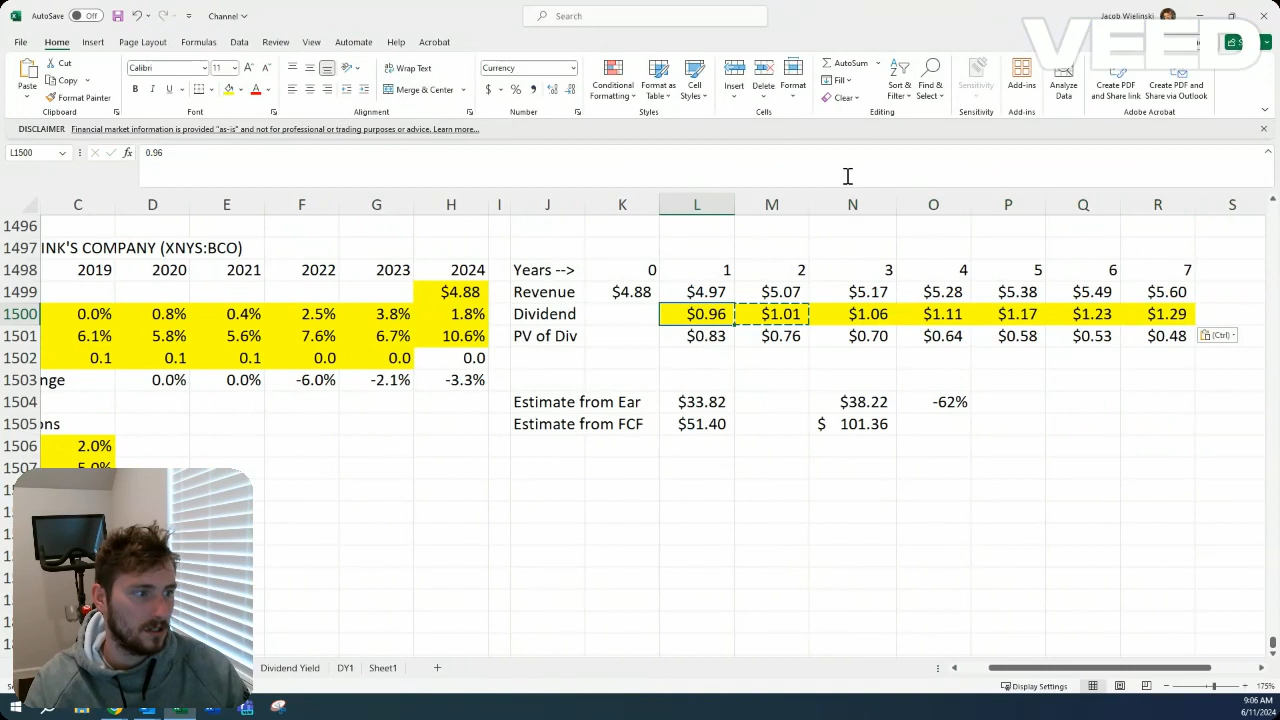 AutoSave Off Channel Search Jacob Wielinski
VEED
File Home Insert Page Layout Formulas Data Review View Automate Help Acrobat
Paste Cut Copy Format Painter Clipboard
Calibri 11 Font
Wrap Text Merge & Center Alignment
Currency Number
Conditional Formatting Format as Table Cell Styles Styles
Insert Delete Format Cells
AutoSum Fill Clear Sort & Filter Find & Select Editing
Sensitivity Sensitivity
Add-ins Add-ins
Analyze Data
Create PDF and Share link Create PDF and Share via Outlook Adobe Acrobat
DISCLAIMER Financial market information is provided "as-is" and not for professional or trading purposes or advice. Learn more...
L1500 fx 0.96
C D E F G H I J K L M N O P Q R S
1496
1497 INK'S COMPANY (XNYS:BCO)
1498 2019 2020 2021 2022 2023 2024 Years --> 0 1 2 3 4 5 6 7
1499 $4.88 Revenue $4.88 $4.97 $5.07 $5.17 $5.28 $5.38 $5.49 $5.60
1500 0.0% 0.8% 0.4% 2.5% 3.8% 1.8% Dividend $0.96 $1.01 $1.06 $1.11 $1.17 $1.23 $1.29
1501 6.1% 5.8% 5.6% 7.6% 6.7% 10.6% PV of Div $0.83 $0.76 $0.70 $0.64 $0.58 $0.53 $0.48 (Ctrl)
1502 0.1 0.1 0.1 0.0 0.0 0.0
1503 nge 0.0% 0.0% -6.0% -2.1% -3.3%
1504 Estimate from Ear $33.82 $38.22 -62%
1505 ons Estimate from FCF $51.40 $ 101.36
1506 2.0%
1507 5.0%
Dividend Yield DY1 Sheet1 +
Display Settings 175%
9:06 AM
6/11/2024